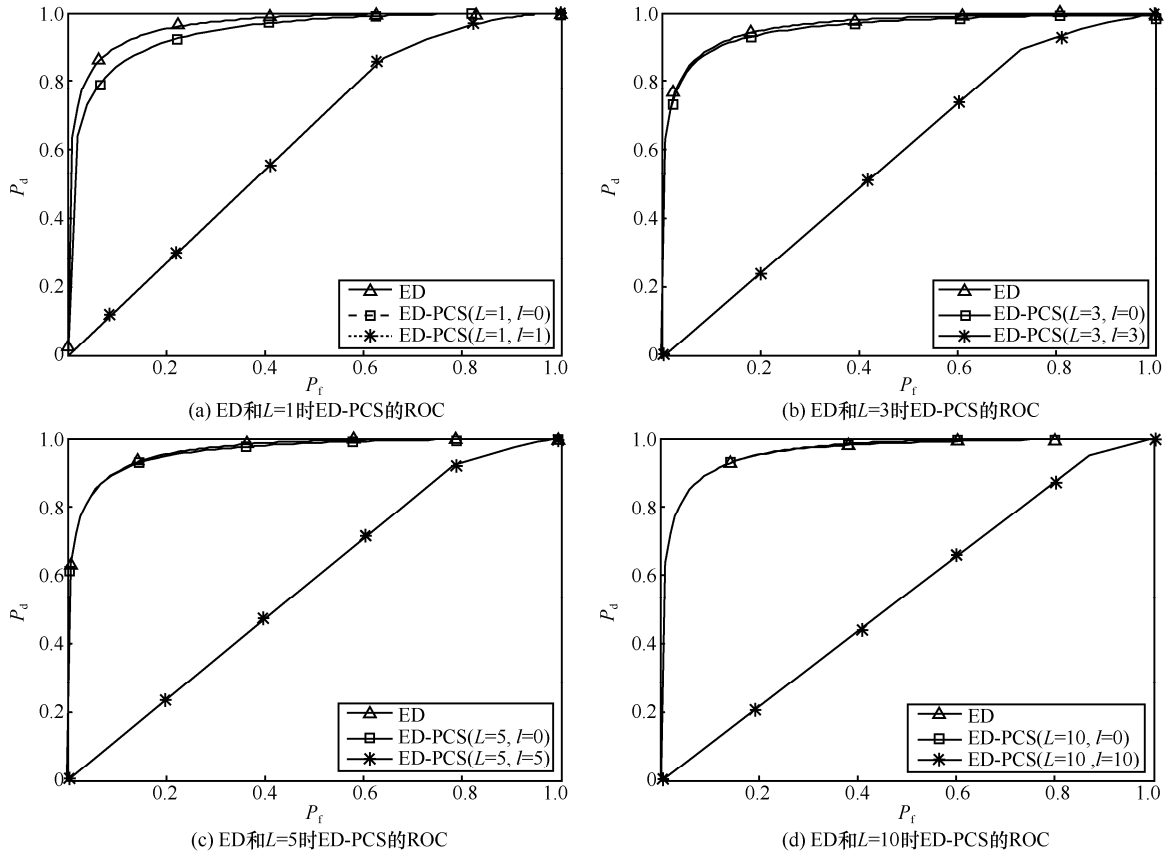 1.0
0.8
0.6
0.4
0.2
0
0.2
0.4
0.6
0.8
1.0
Pd
Pf
ED
ED-PCS(L=1, l=0)
ED-PCS(L=1, l=1)
(a) ED和L=1时ED-PCS的ROC
1.0
0.8
0.6
0.4
0.2
0
0.2
0.4
0.6
0.8
1.0
Pd
Pf
ED
ED-PCS(L=3, l=0)
ED-PCS(L=3, l=3)
(b) ED和L=3时ED-PCS的ROC
1.0
0.8
0.6
0.4
0.2
0
0.2
0.4
0.6
0.8
1.0
Pd
Pf
ED
ED-PCS(L=5, l=0)
ED-PCS(L=5, l=5)
(c) ED和L=5时ED-PCS的ROC
1.0
0.8
0.6
0.4
0.2
0
0.2
0.4
0.6
0.8
1.0
Pd
Pf
ED
ED-PCS(L=10, l=0)
ED-PCS(L=10 ,l=10)
(d) ED和L=10时ED-PCS的ROC